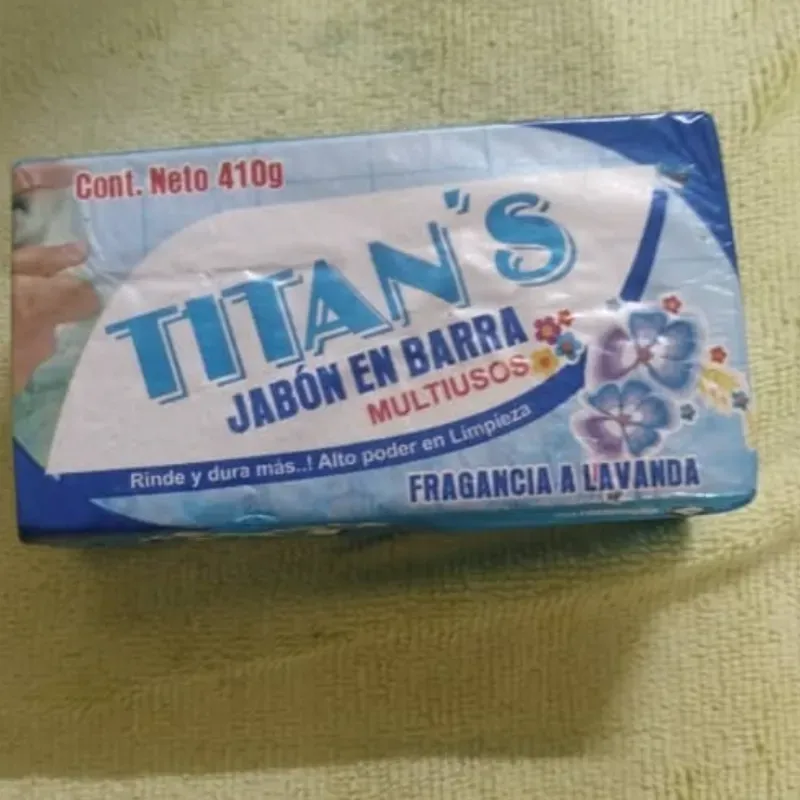 Cont. Neto 410g
TITAN'S
JABÓN EN BARRA
MULTIUSOS
Rinde y dura más..! Alto poder en Limpieza
FRAGANCIA A LAVANDA